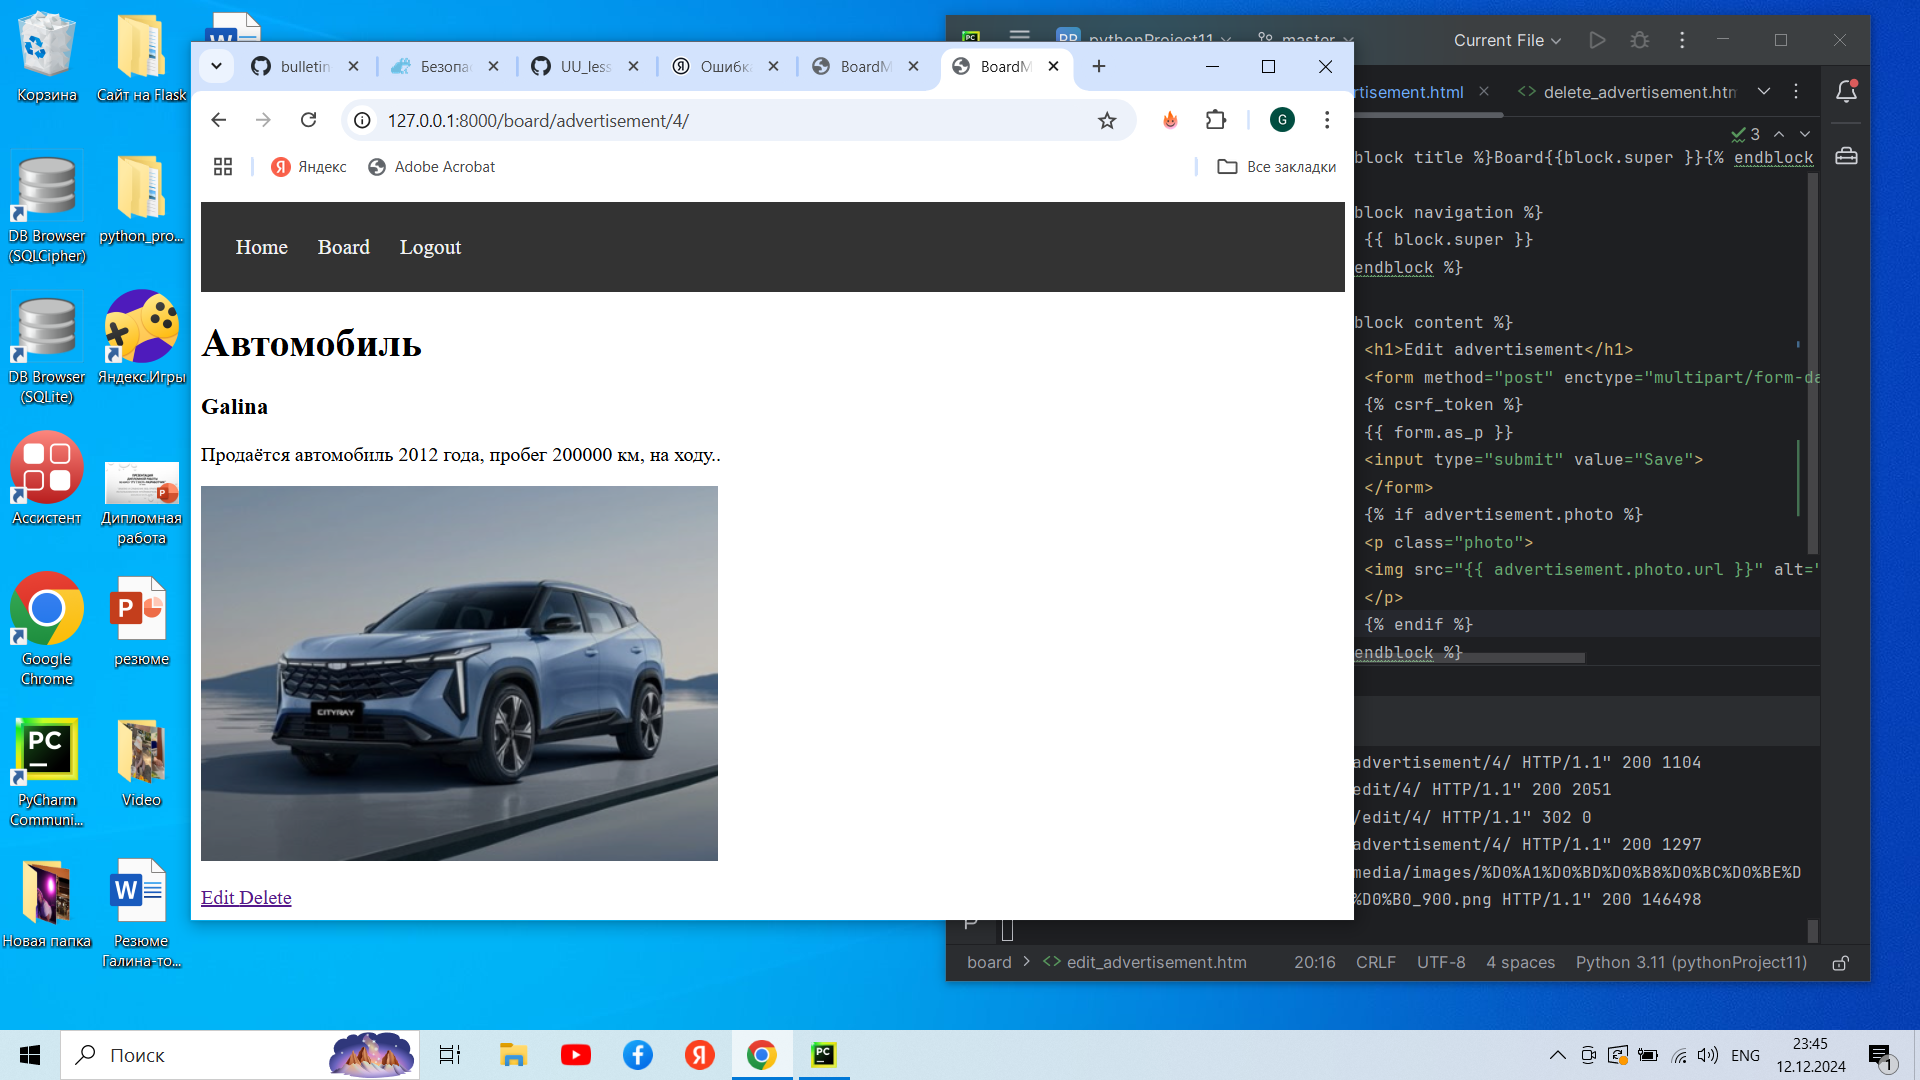 Корзина
Сайт на Flask
DB Browser
(SQLCipher)
python_pro...
DB Browser
(SQLite)
Яндекс.Игры
Ассистент
Дипломная
работа
Google
Chrome
резюме
PyCharm
Communi...
Video
Новая папка
Резюме
Галина-то...
bulletin
Безопа
UU_less
Ошибка
BoardM
BoardM
127.0.0.1:8000/board/advertisement/4/
G
Яндекс
Adobe Acrobat
Все закладки
Home
Board
Logout
Автомобиль
Galina
Продаётся автомобиль 2012 года, пробег 200000 км, на ходу..
CITYRAY
Edit Delete
pythonProject11
master
Current File
rtisement.html
delete_advertisement.htm
3
block title %}Board{{block.super }}{% endblock
block navigation %}
{{ block.super }}
endblock %}
block content %}
<h1>Edit advertisement</h1>
<form method="post" enctype="multipart/form-da
{% csrf_token %}
{{ form.as_p }}
<input type="submit" value="Save">
</form>
{% if advertisement.photo %}
<p class="photo">
<img src="{{ advertisement.photo.url }}" alt="
</p>
{% endif %}
endblock %}
advertisement/4/ HTTP/1.1" 200 1104
edit/4/ HTTP/1.1" 200 2051
/edit/4/ HTTP/1.1" 302 0
advertisement/4/ HTTP/1.1" 200 1297
media/images/%D0%A1%D0%BD%D0%B8%D0%BC%D0%BE%D
%D0%B0_900.png HTTP/1.1" 200 146498
board > <> edit_advertisement.htm
20:16 CRLF UTF-8 4 spaces Python 3.11 (pythonProject11)
Поиск
ENG
23:45
12.12.2024
1